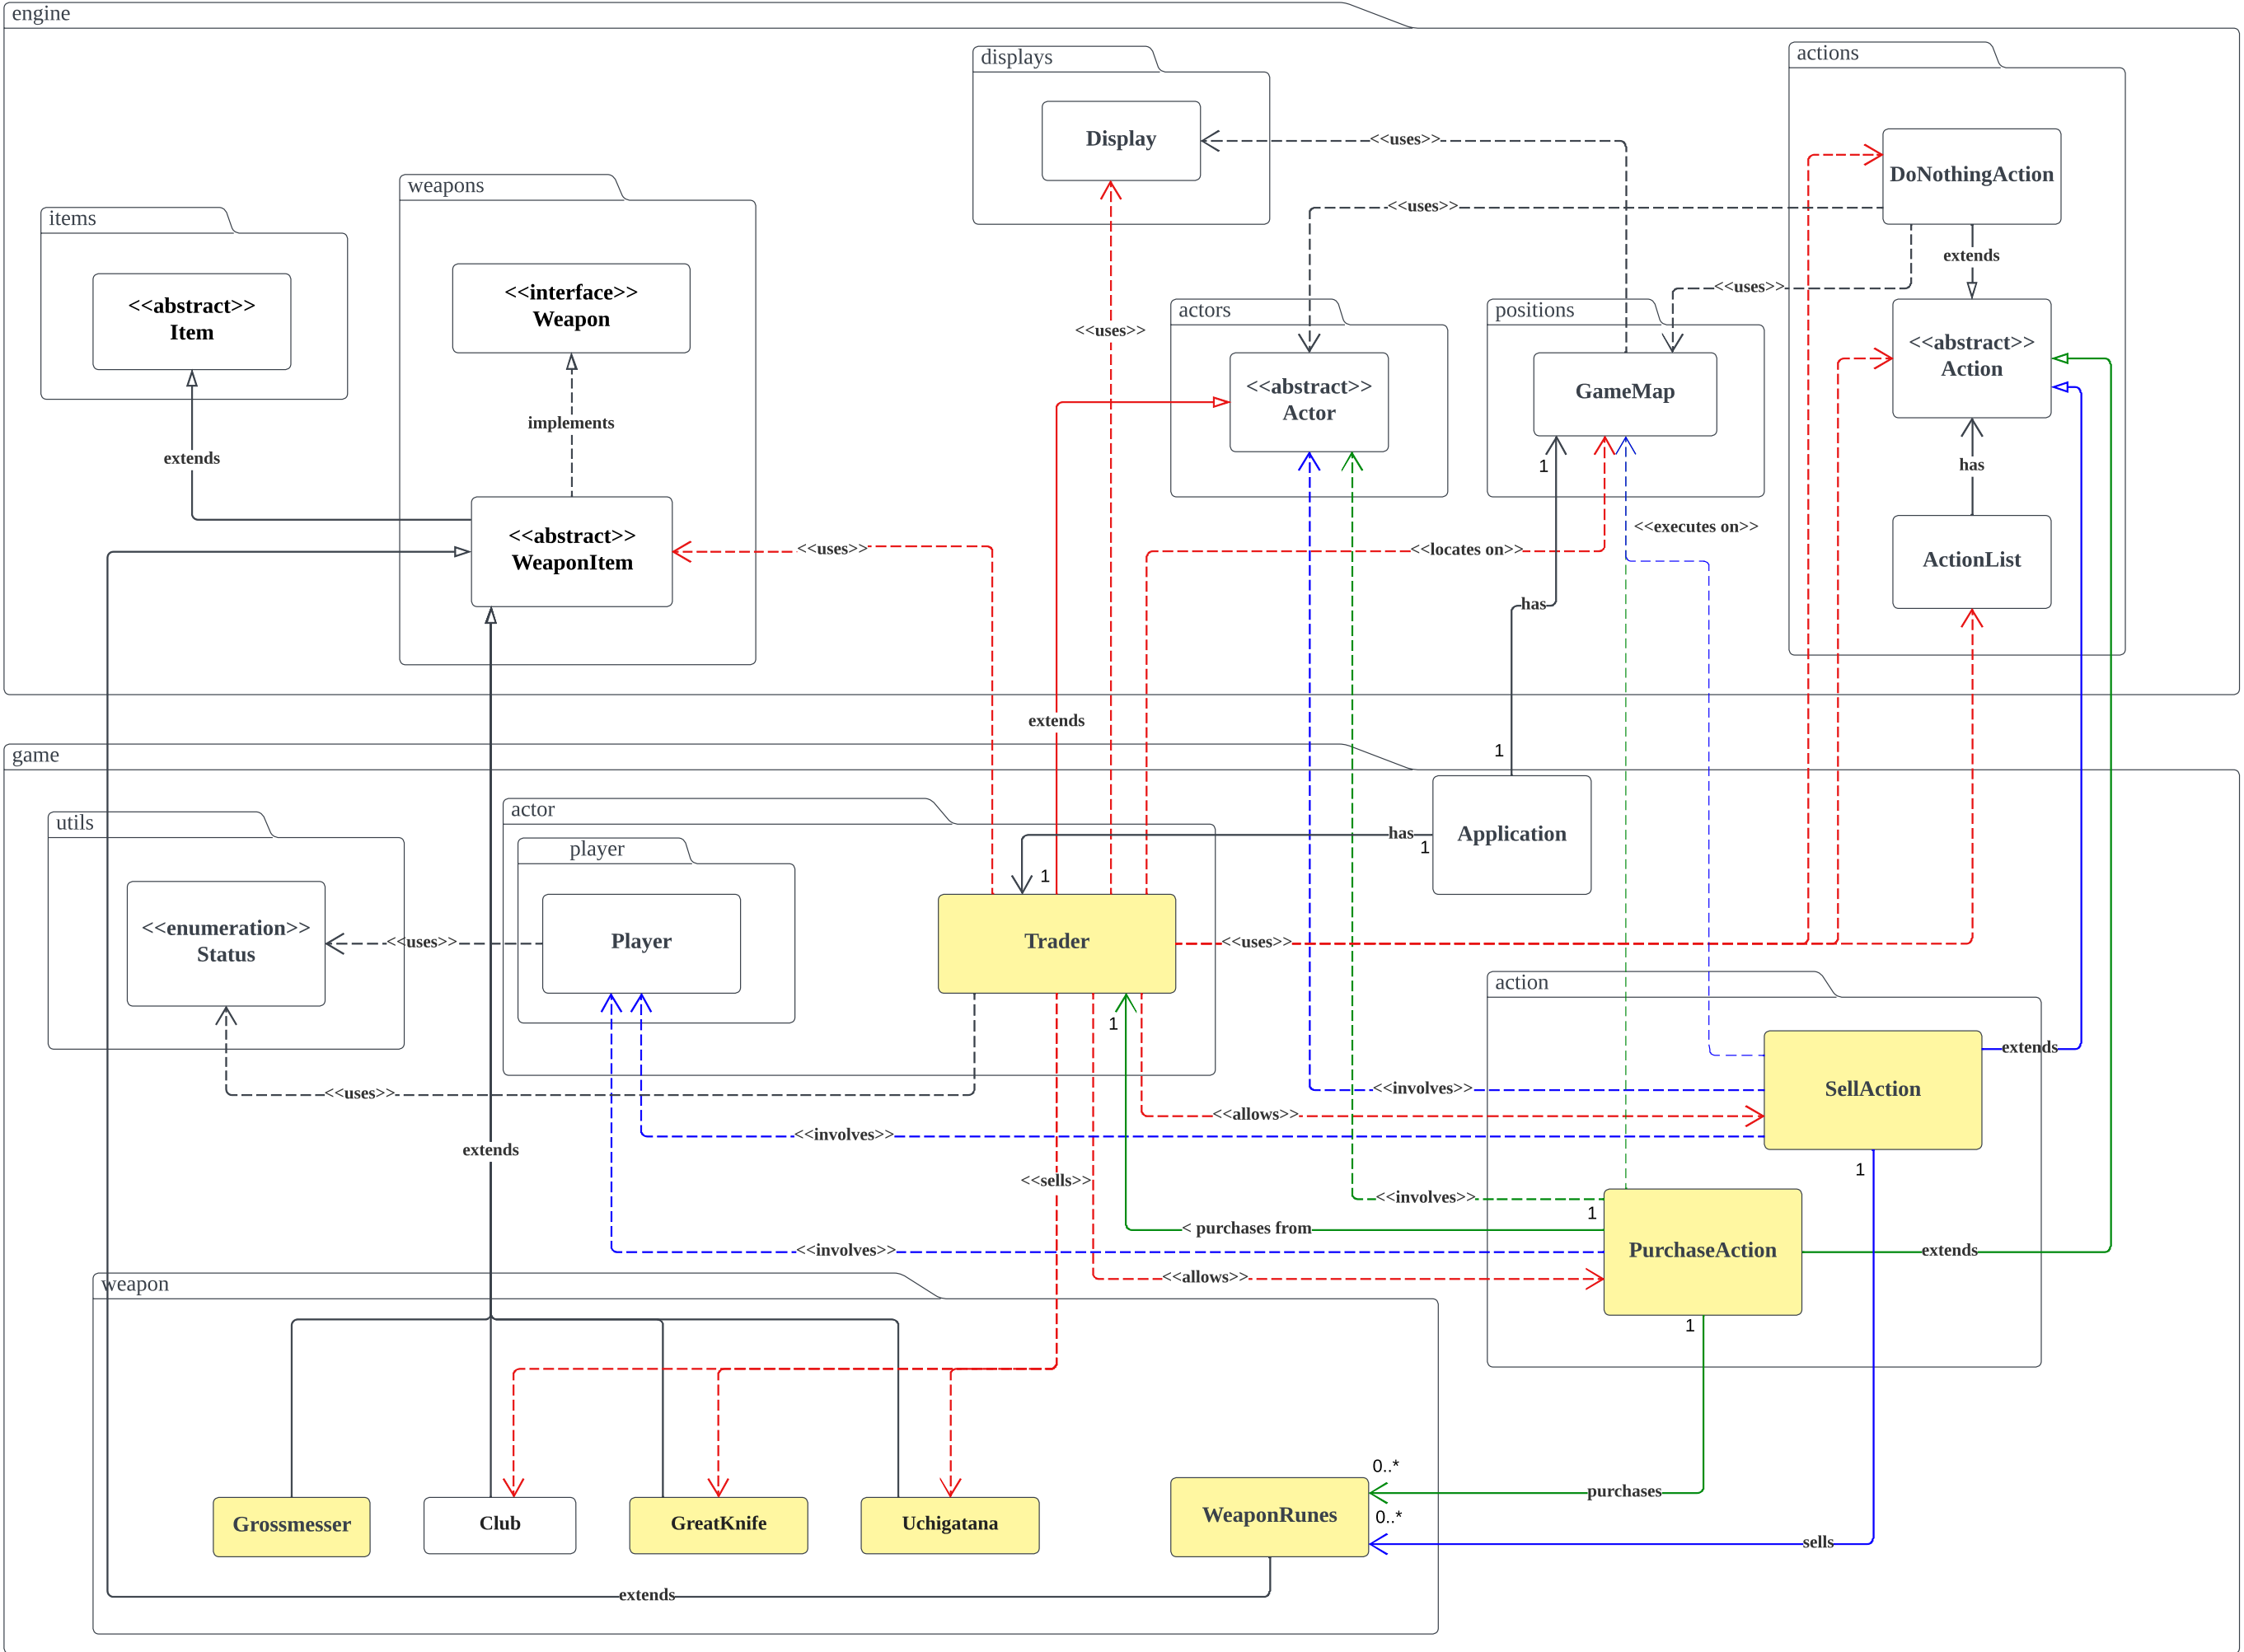 engine
displays
actions
Display
<<uses>>
DoNothingAction
weapons
<<uses>>
items
extends
<<uses>>
<<interface>>
Weapon
<<abstract>>
Item
actors
positions
<<uses>>
<<abstract>>
Action
<<abstract>>
Actor
GameMap
implements
extends
1
has
<<executes on>>
<<abstract>>
WeaponItem
<<uses>>
<<locates on>>
ActionList
has
extends
1
game
actor
utils
player
has
1
Application
1
<<enumeration>>
Status
<<uses>>
Player
Trader
<<uses>>
action
1
extends
SellAction
<<uses>>
<<involves>>
<<allows>>
<<involves>>
extends
1
<<sells>>
<<involves>>
1
< purchases from
<<involves>>
PurchaseAction
extends
<<allows>>
weapon
1
0..*
purchases
0..*
WeaponRunes
Grossmesser
Club
GreatKnife
Uchigatana
sells
extends